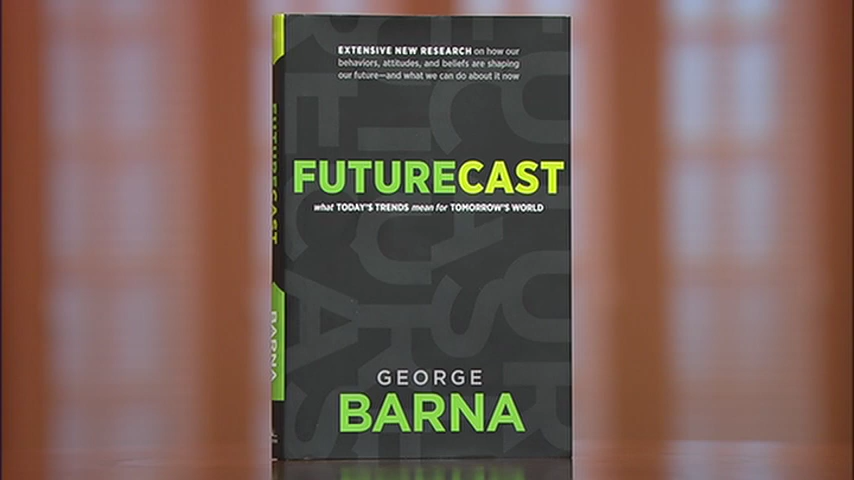 EXTENSIVE NEW RESEARCH on how our
behaviors, attitudes, and beliefs are shaping
our future—and what we can do about it now
FUTURECAST
what TODAY'S TRENDS mean for TOMORROW'S WORLD
GEORGE
BARNA
FUTURECAST
BARNA